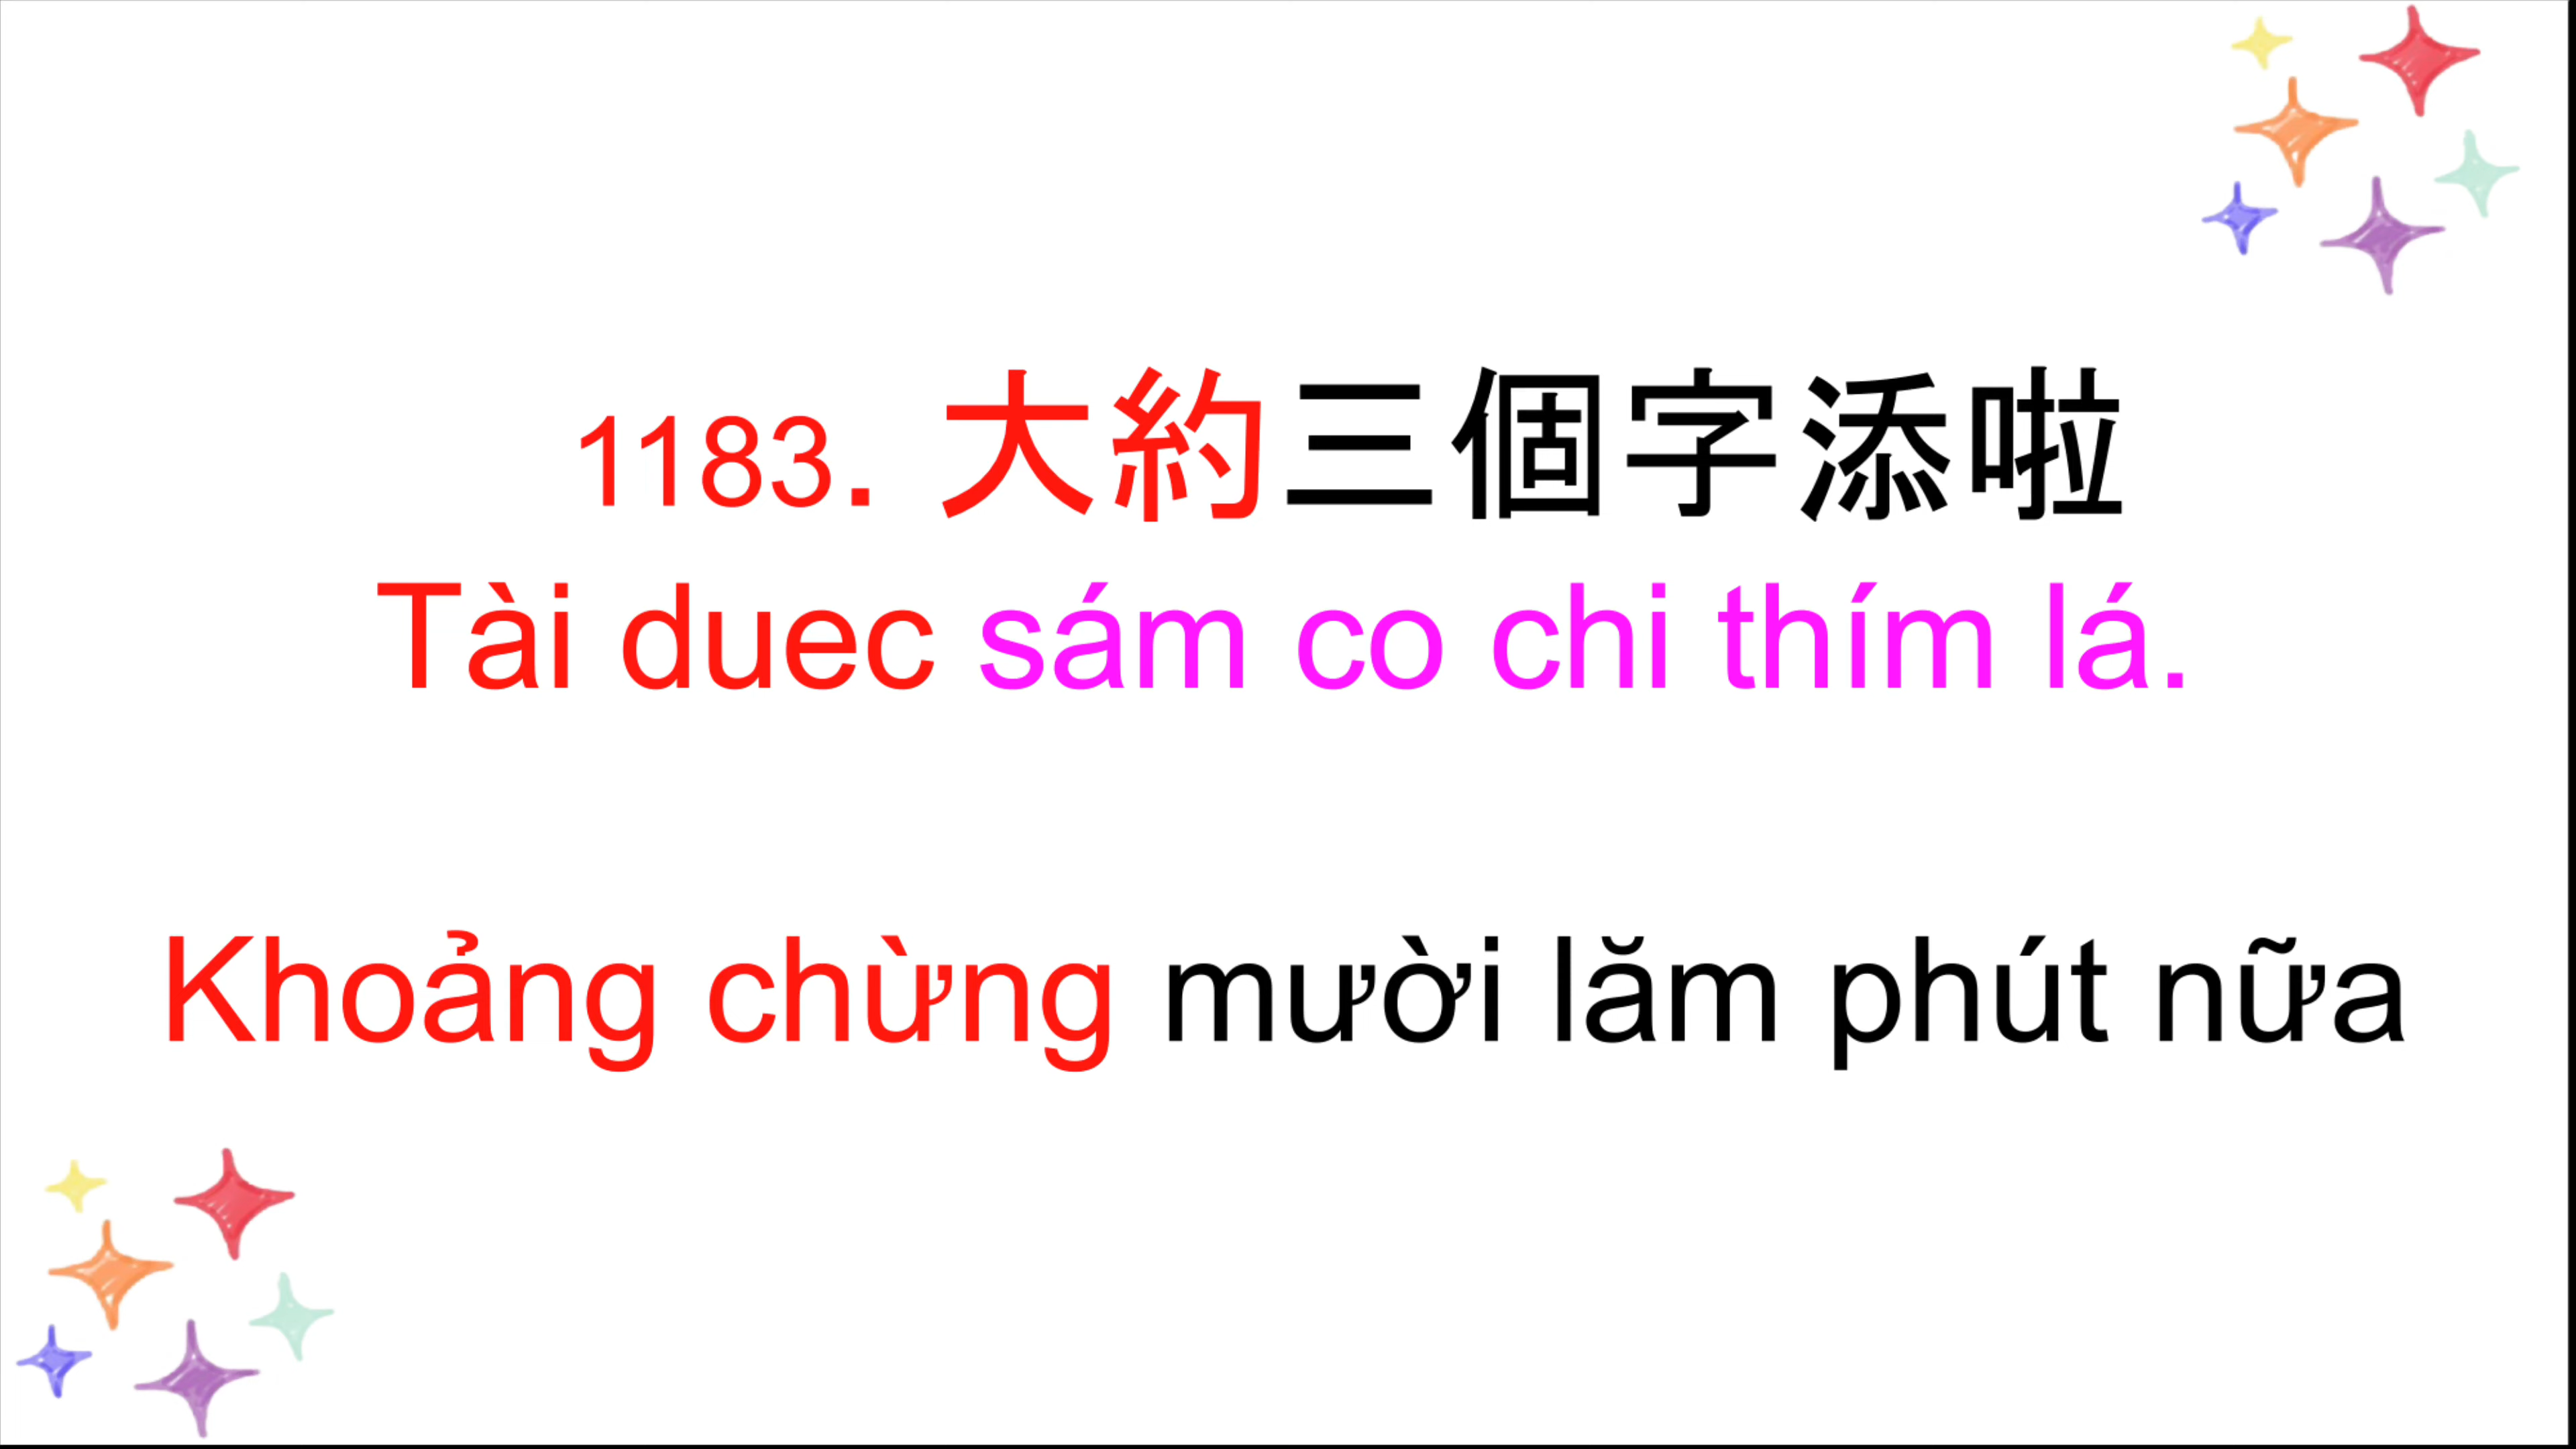 1183. 大約三個字添啦
Tài duec sám co chi thím lá.
Khoảng chừng mười lăm phút nữa